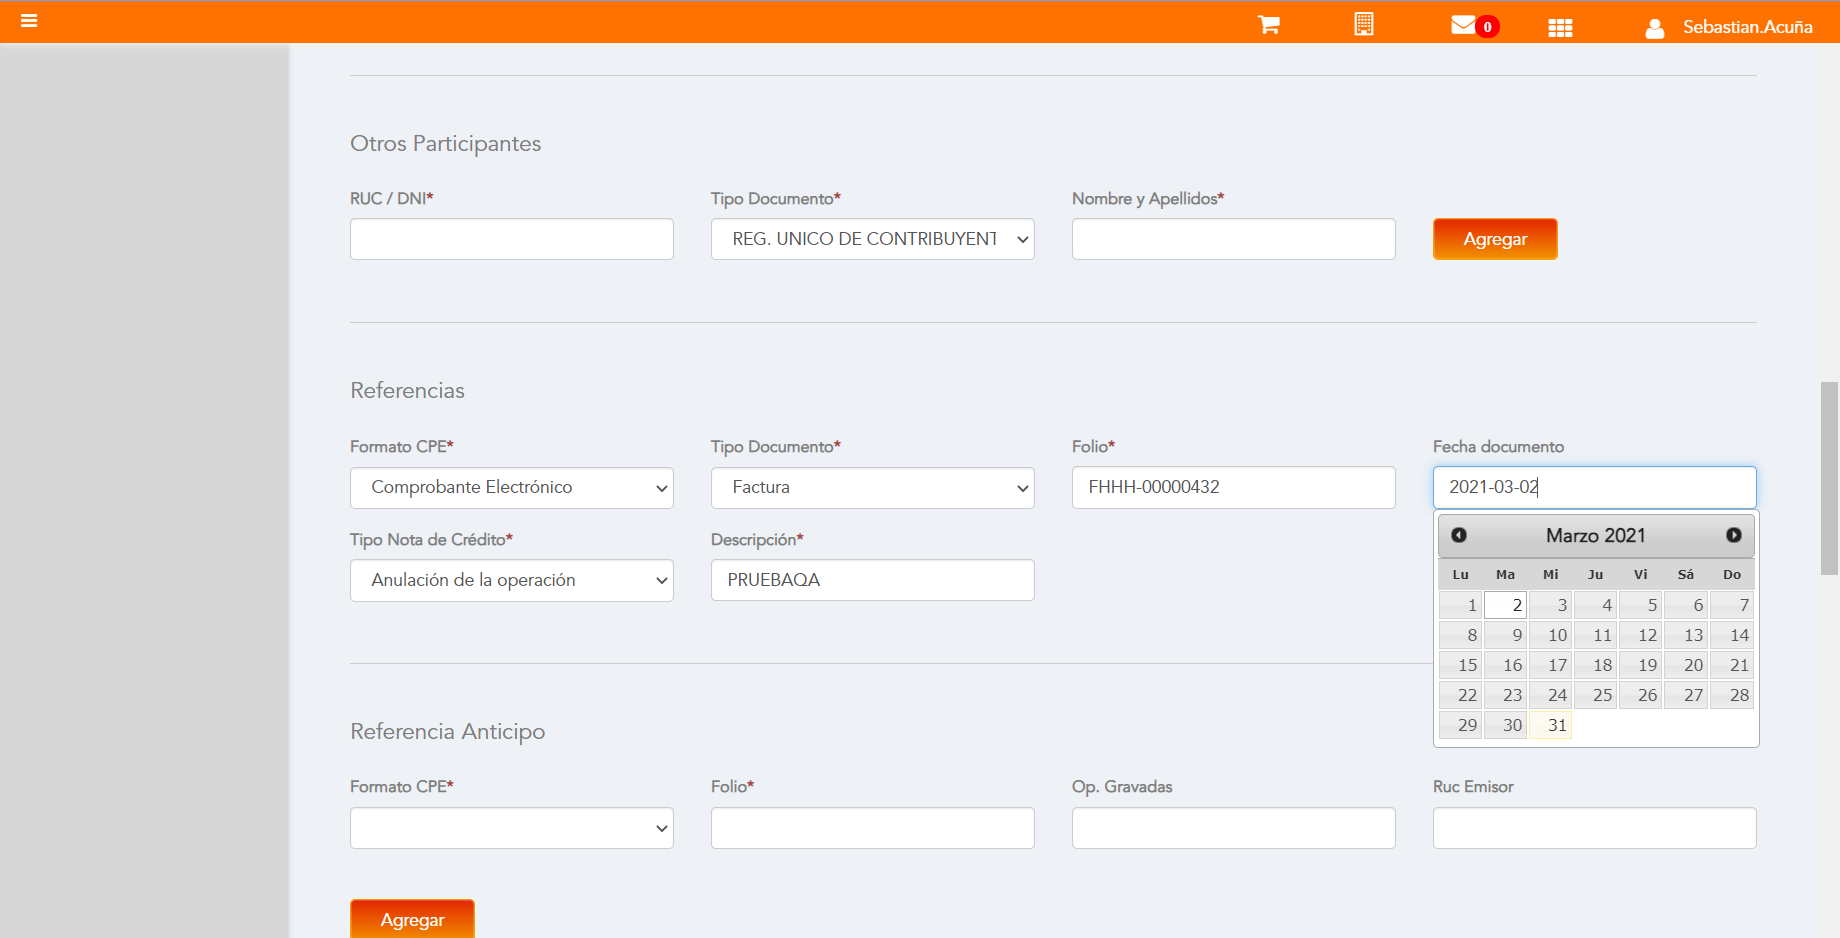 0
Sebastian.Acuña
Otros Participantes
RUC / DNI*
Tipo Documento*
Nombre y Apellidos*
REG. UNICO DE CONTRIBUYENT
Agregar
Referencias
Formato CPE*
Tipo Documento*
Folio*
Fecha documento
Comprobante Electrónico
Factura
FHHH-00000432
2021-03-02
Tipo Nota de Crédito*
Descripción*
Anulación de la operación
PRUEBAQA
Marzo 2021
Lu Ma Mi Ju Vi Sá Do
1 2 3 4 5 6 7
8 9 10 11 12 13 14
15 16 17 18 19 20 21
22 23 24 25 26 27 28
29 30 31
Referencia Anticipo
Formato CPE*
Folio*
Op. Gravadas
Ruc Emisor
Agregar